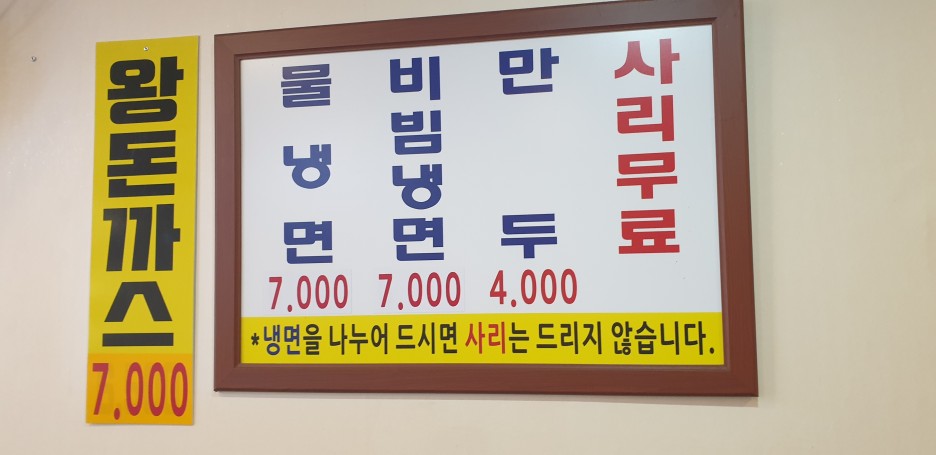 왕돈까스
7.000
물냉면
7.000
비빔냉면
7.000
만두
4.000
사리무료
*냉면을 나누어 드시면 사리는 드리지 않습니다.